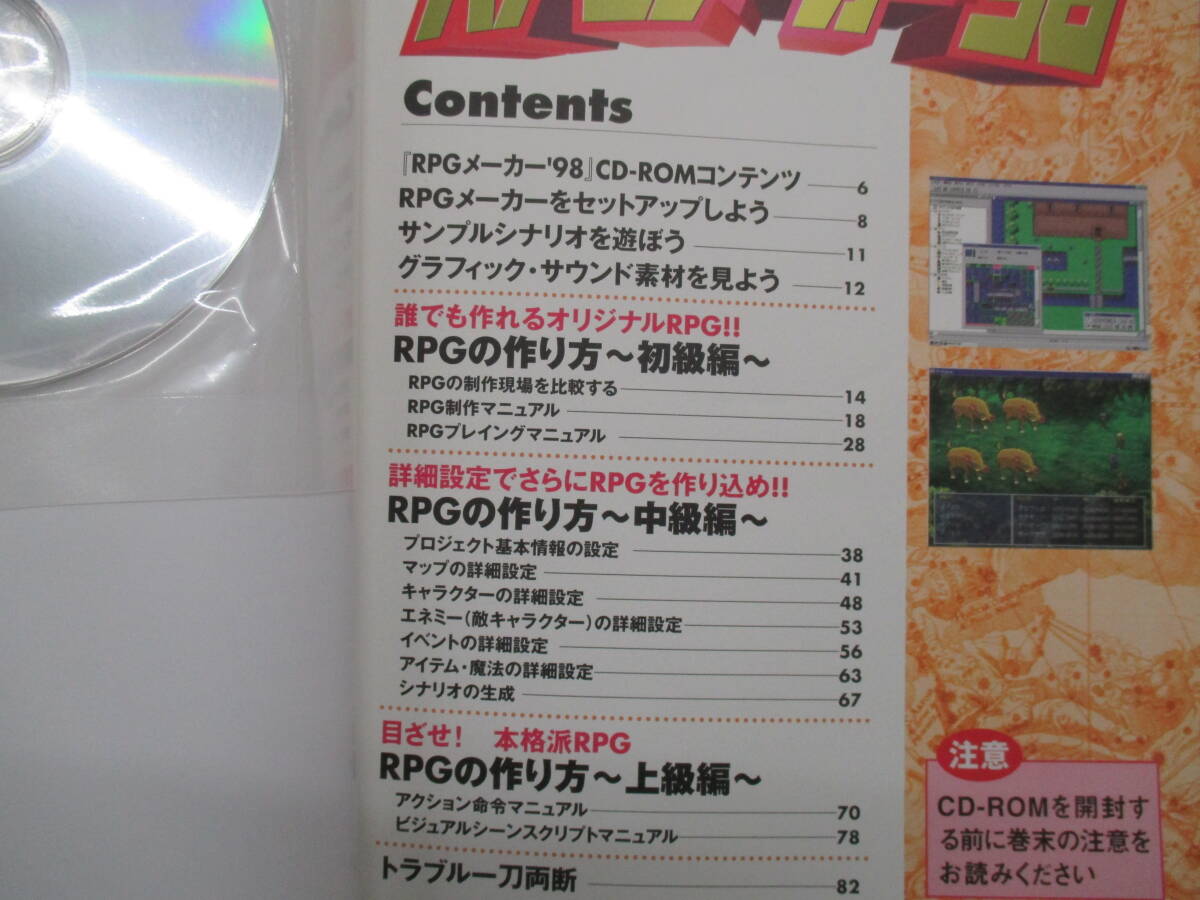 RPGメーカー'98
Contents
『RPGメーカー'98』CD-ROMコンテンツ 6
RPGメーカーをセットアップしよう 8
サンプルシナリオを遊ぼう 11
グラフィック・サウンド素材を見よう 12
誰でも作れるオリジナルRPG!!
RPGの作り方～初級編～
RPGの制作現場を比較する 14
RPG制作マニュアル 18
RPGプレイングマニュアル 28
詳細設定でさらにRPGを作り込め!!
RPGの作り方～中級編～
プロジェクト基本情報の設定 38
マップの詳細設定 41
キャラクターの詳細設定 48
エネミー(敵キャラクター)の詳細設定 53
イベントの詳細設定 56
アイテム・魔法の詳細設定 63
シナリオの生成 67
目ざせ! 本格派RPG
RPGの作り方～上級編～
アクション命令マニュアル 70
ビジュアルシーンスクリプトマニュアル 78
トラブル一刀両断 82
注意
CD-ROMを開封す
る前に巻末の注意を
お読みください